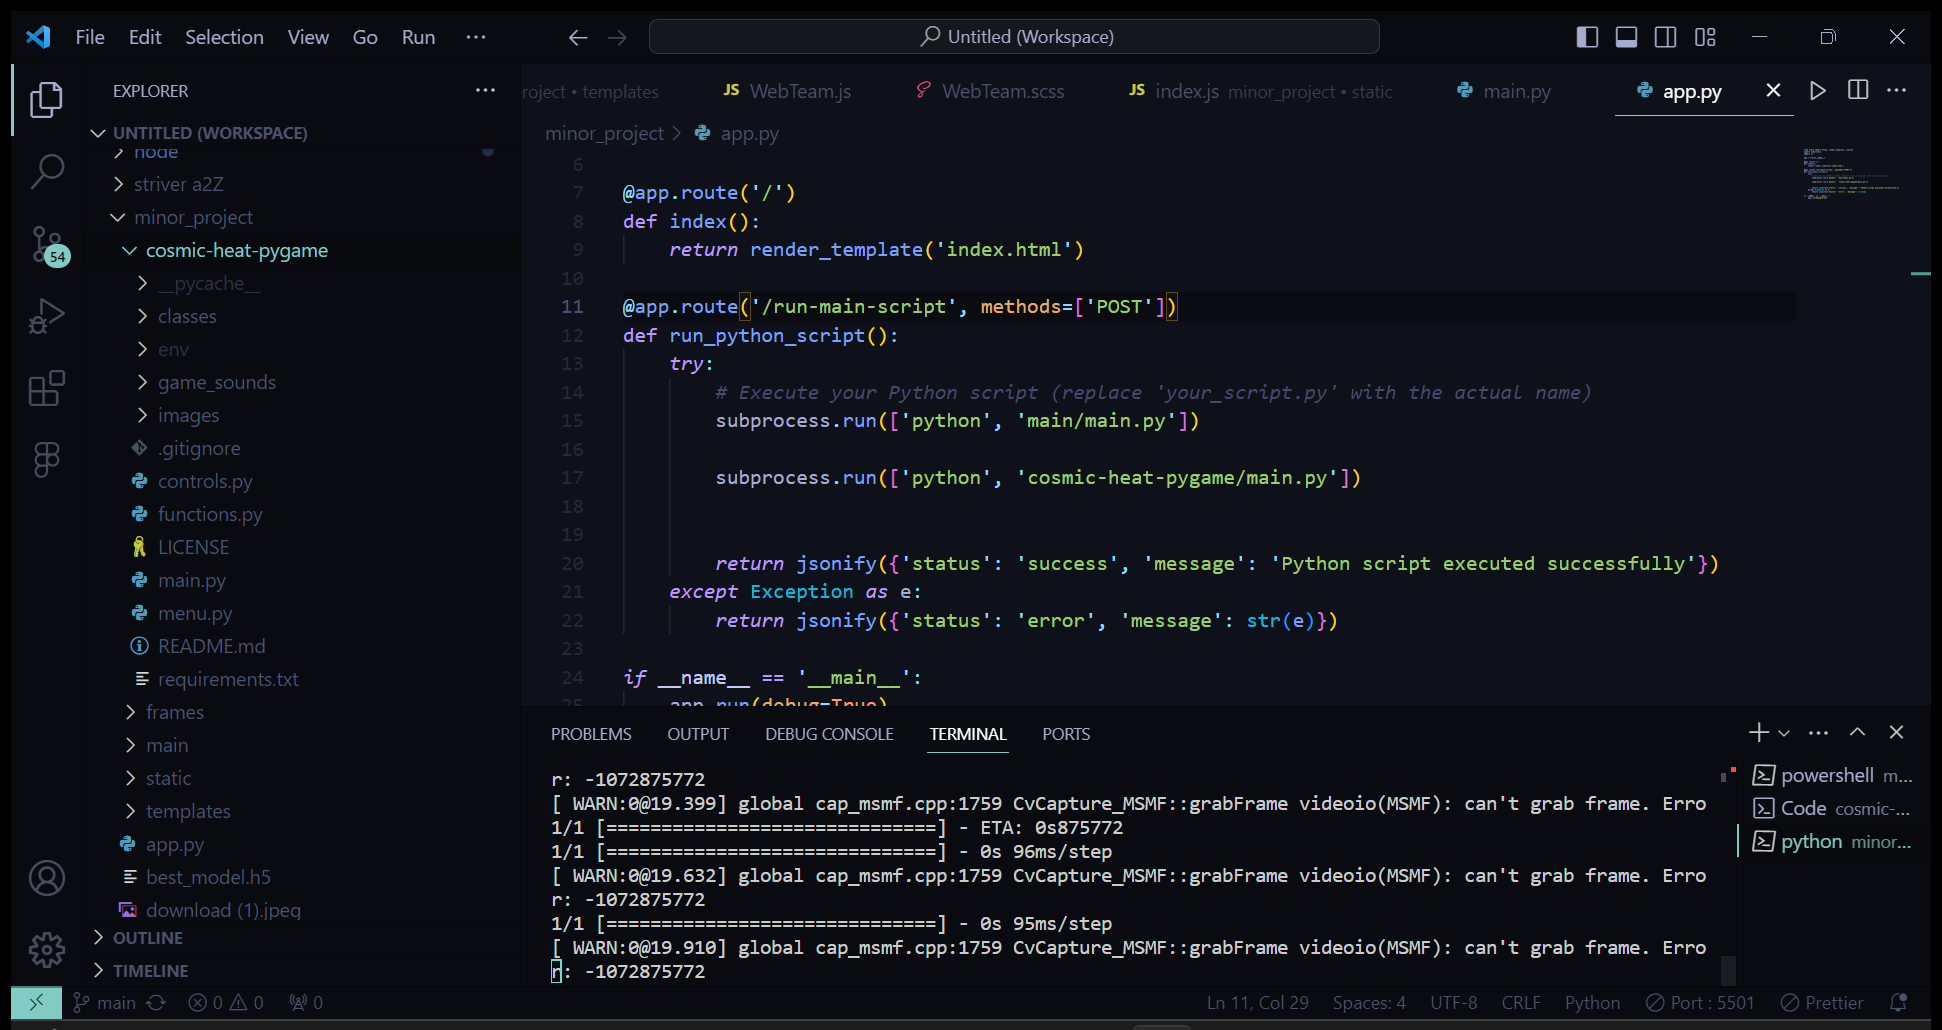 File Edit Selection View Go Run ···
Untitled (Workspace)
EXPLORER
roject • templates
JS WebTeam.js
WebTeam.scss
JS index.js minor_project • static
main.py
app.py
minor_project > app.py
UNTITLED (WORKSPACE)
node
striver a2Z
minor_project
cosmic-heat-pygame
__pycache__
classes
env
game_sounds
images
.gitignore
controls.py
functions.py
LICENSE
main.py
menu.py
README.md
requirements.txt
frames
main
static
templates
app.py
best_model.h5
download (1).jpeg
OUTLINE
TIMELINE
54
6
7 @app.route('/')
8 def index():
9 return render_template('index.html')
10
11 @app.route('/run-main-script', methods=['POST'])
12 def run_python_script():
13 try:
14 # Execute your Python script (replace 'your_script.py' with the actual name)
15 subprocess.run(['python', 'main/main.py'])
16
17 subprocess.run(['python', 'cosmic-heat-pygame/main.py'])
18
19
20 return jsonify({'status': 'success', 'message': 'Python script executed successfully'})
21 except Exception as e:
22 return jsonify({'status': 'error', 'message': str(e)})
23
24 if __name__ == '__main__':
25 app.run(debug=True)
PROBLEMS OUTPUT DEBUG CONSOLE TERMINAL PORTS
r: -1072875772
[ WARN:0@19.399] global cap_msmf.cpp:1759 CvCapture_MSMF::grabFrame videoio(MSMF): can't grab frame. Erro
1/1 [==============================] - ETA: 0s875772
1/1 [==============================] - 0s 96ms/step
[ WARN:0@19.632] global cap_msmf.cpp:1759 CvCapture_MSMF::grabFrame videoio(MSMF): can't grab frame. Erro
r: -1072875772
1/1 [==============================] - 0s 95ms/step
[ WARN:0@19.910] global cap_msmf.cpp:1759 CvCapture_MSMF::grabFrame videoio(MSMF): can't grab frame. Erro
r: -1072875772
powershell m...
Code cosmic-...
python minor...
main 0 0 0
Ln 11, Col 29 Spaces: 4 UTF-8 CRLF Python Port : 5501 Prettier